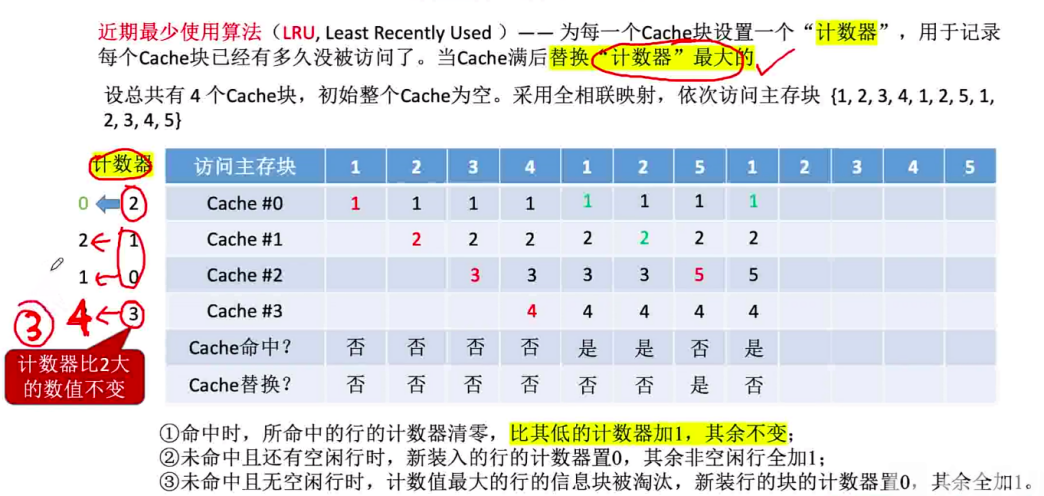 近期最少使用算法（LRU, Least Recently Used ）—— 为每一个Cache块设置一个“计数器”，用于记录
每个Cache块已经有多久没被访问了。当Cache满后替换“计数器”最大的
设总共有 4 个Cache块，初始整个Cache为空。采用全相联映射，依次访问主存块 {1, 2, 3, 4, 1, 2, 5, 1,
2, 3, 4, 5}
计数器 访问主存块 1 2 3 4 1 2 5 1 2 3 4 5
0 2 Cache #0 1 1 1 1 1 1 1 1
2 1 Cache #1 2 2 2 2 2 2 2
1 0 Cache #2 3 3 3 3 5 5
3 4 3 Cache #3 4 4 4 4 4
Cache命中？ 否 否 否 否 是 是 否 是
Cache替换？ 否 否 否 否 否 否 是 否
计数器比2大
的数值不变
①命中时，所命中的行的计数器清零，比其低的计数器加1，其余不变；
②未命中且还有空闲行时，新装入的行的计数器置0，其余非空闲行全加1；
③未命中且无空闲行时，计数值最大的行的信息块被淘汰，新装行的块的计数器置0，其余全加1。